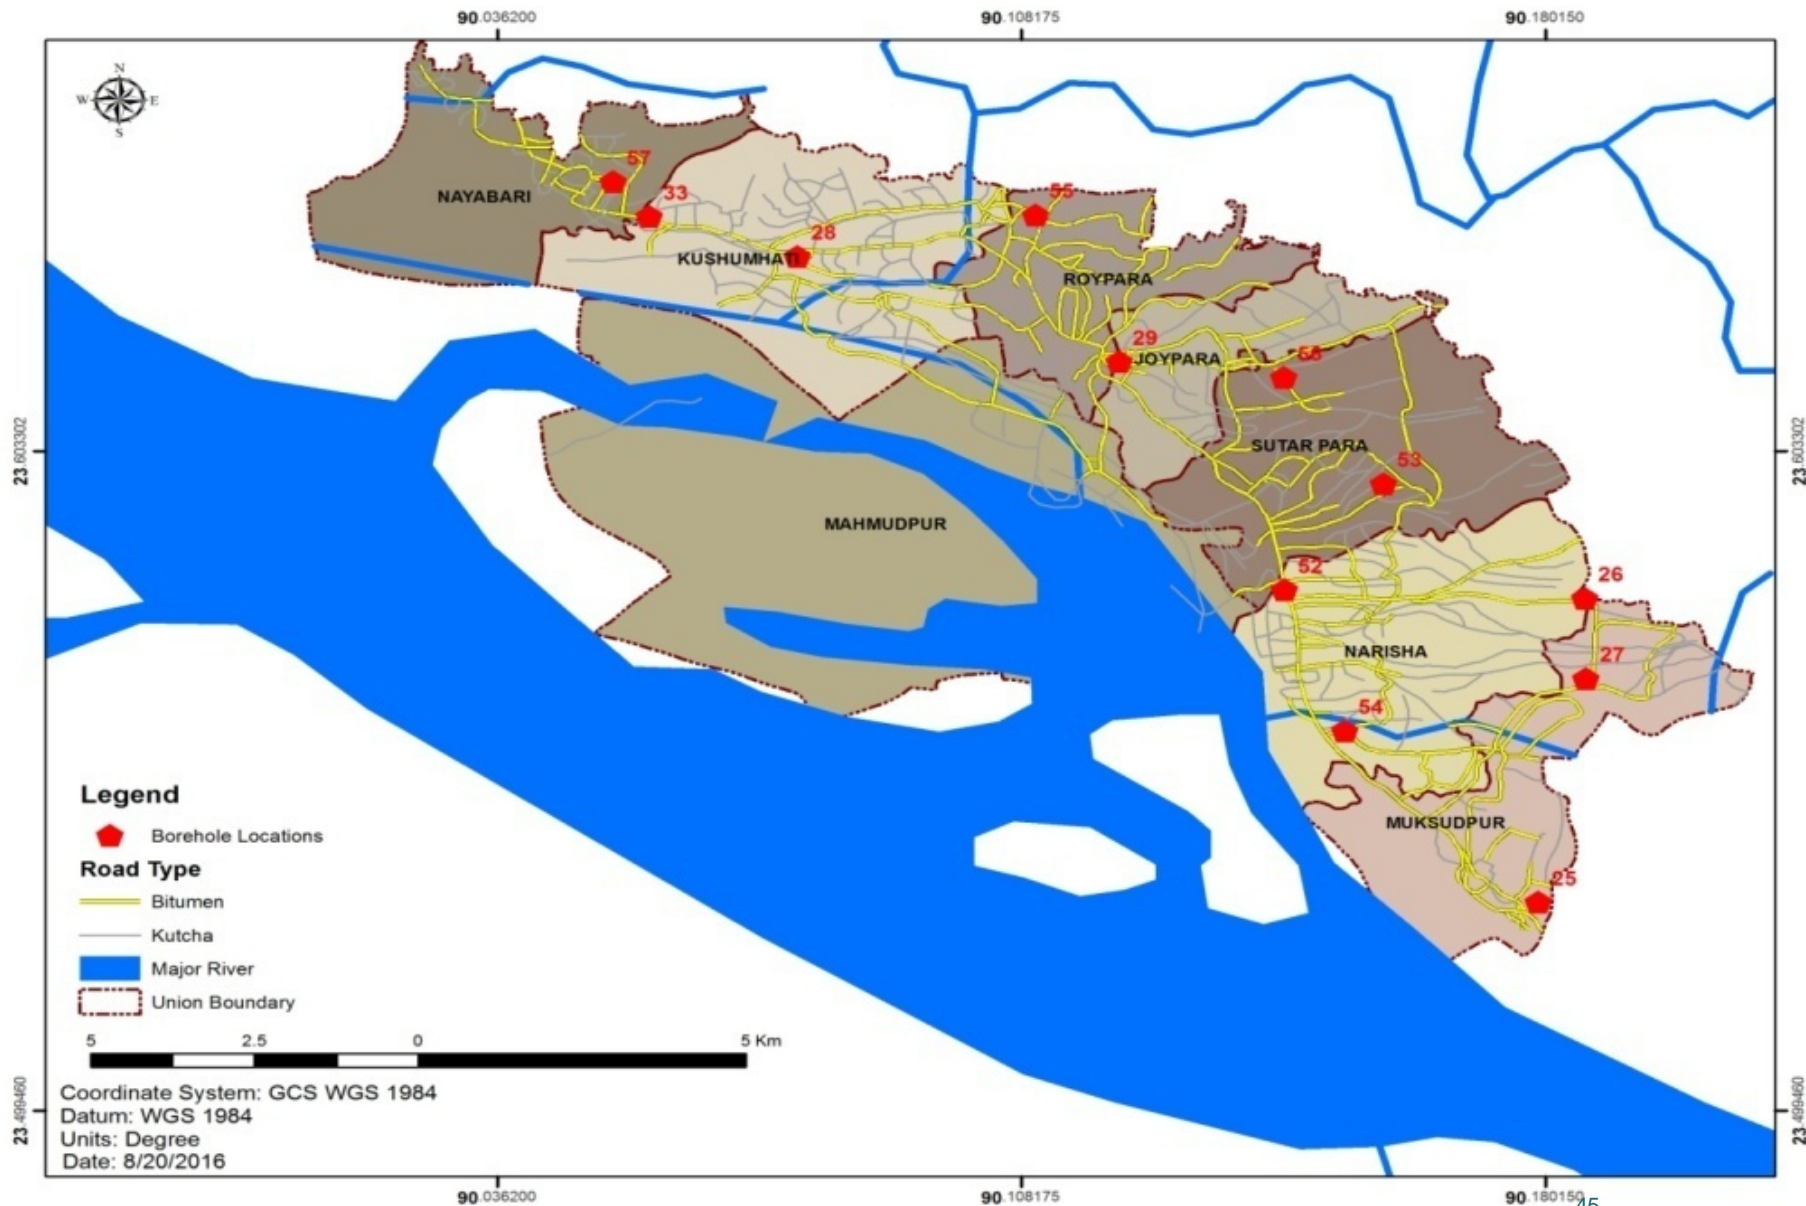 90.036200
90.108175
90.180150
N
W E
S
57
NAYABARI
33
55
28
KUSHUMHATI
ROYPARA
29
JOYPARA
23.603302
SUTAR PARA
53
23.603302
MAHMUDPUR
52
26
NARISHA
27
54
Legend
Borehole Locations
MUKSUDPUR
Road Type
25
Bitumen
Kutcha
Major River
Union Boundary
5 2.5 0 5 Km
Coordinate System: GCS WGS 1984
Datum: WGS 1984
Units: Degree
Date: 8/20/2016
23.499460
23.499460
90.036200
90.108175
90.180150
45